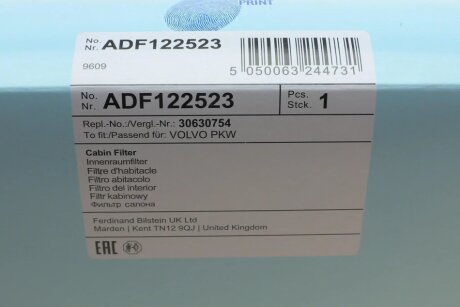 PRINT
No.
Nr. ADF122523
9609
5 050063 244731
No.
Nr. ADF122523
Pcs.
Stck. 1
Repl.-No.:/Vergl.-Nr.: 30630754
To fit:/Passend für: VOLVO PKW
Cabin Filter
Innenraumfilter
Filtre d'habitacle
Filtro abitacolo
Filtro del interior
Filtr kabinowy
Фильтр салона
Ferdinand Bilstein UK Ltd
Marden | Kent TN12 9QJ | United Kingdom
EAC